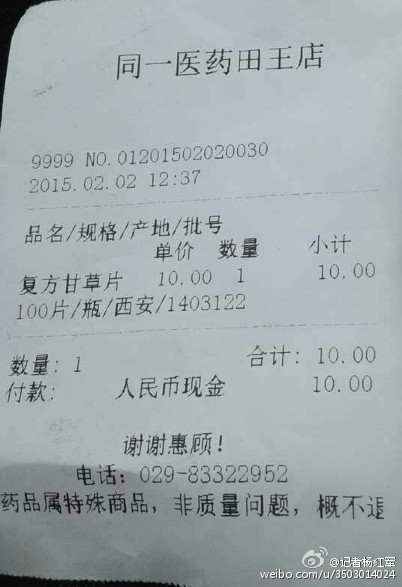 同一医药田王店
9999 NO.01201502020030
2015.02.02 12:37
品名/规格/产地/批号
单价 数量 小计
复方甘草片 10.00 1 10.00
100片/瓶/西安/1403122
数量: 1 合计: 10.00
付款: 人民币现金 10.00
谢谢惠顾!
电话: 029-83322952
药品属特殊商品, 非质量问题, 概不退
@记者杨红军
weibo.com/u/3503014024